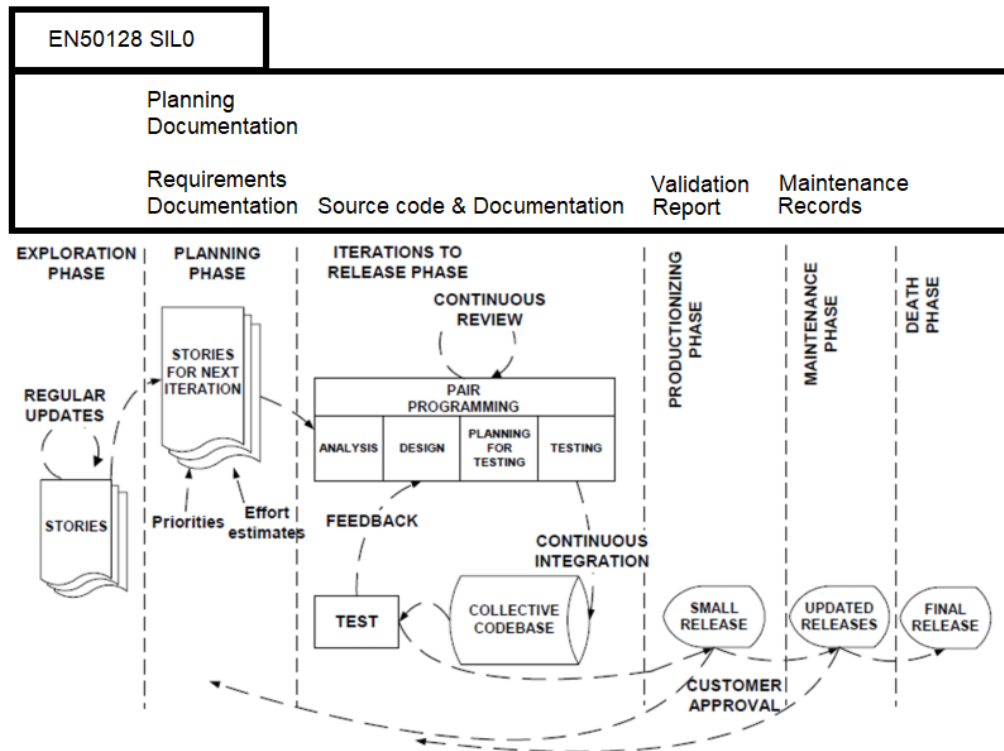 EN50128 SIL0
Planning
Documentation
Requirements
Documentation
Source code & Documentation
Validation
Report
Maintenance
Records
EXPLORATION
PHASE
PLANNING
PHASE
ITERATIONS TO
RELEASE PHASE
PRODUCTIONIZING
PHASE
MAINTENANCE
PHASE
DEATH
PHASE
CONTINUOUS
REVIEW
STORIES
FOR NEXT
ITERATION
REGULAR
UPDATES
PAIR
PROGRAMMING
ANALYSIS
DESIGN
PLANNING
FOR
TESTING
TESTING
STORIES
Priorities
Effort
estimates
FEEDBACK
CONTINUOUS
INTEGRATION
TEST
COLLECTIVE
CODEBASE
SMALL
RELEASE
UPDATED
RELEASES
FINAL
RELEASE
CUSTOMER
APPROVAL